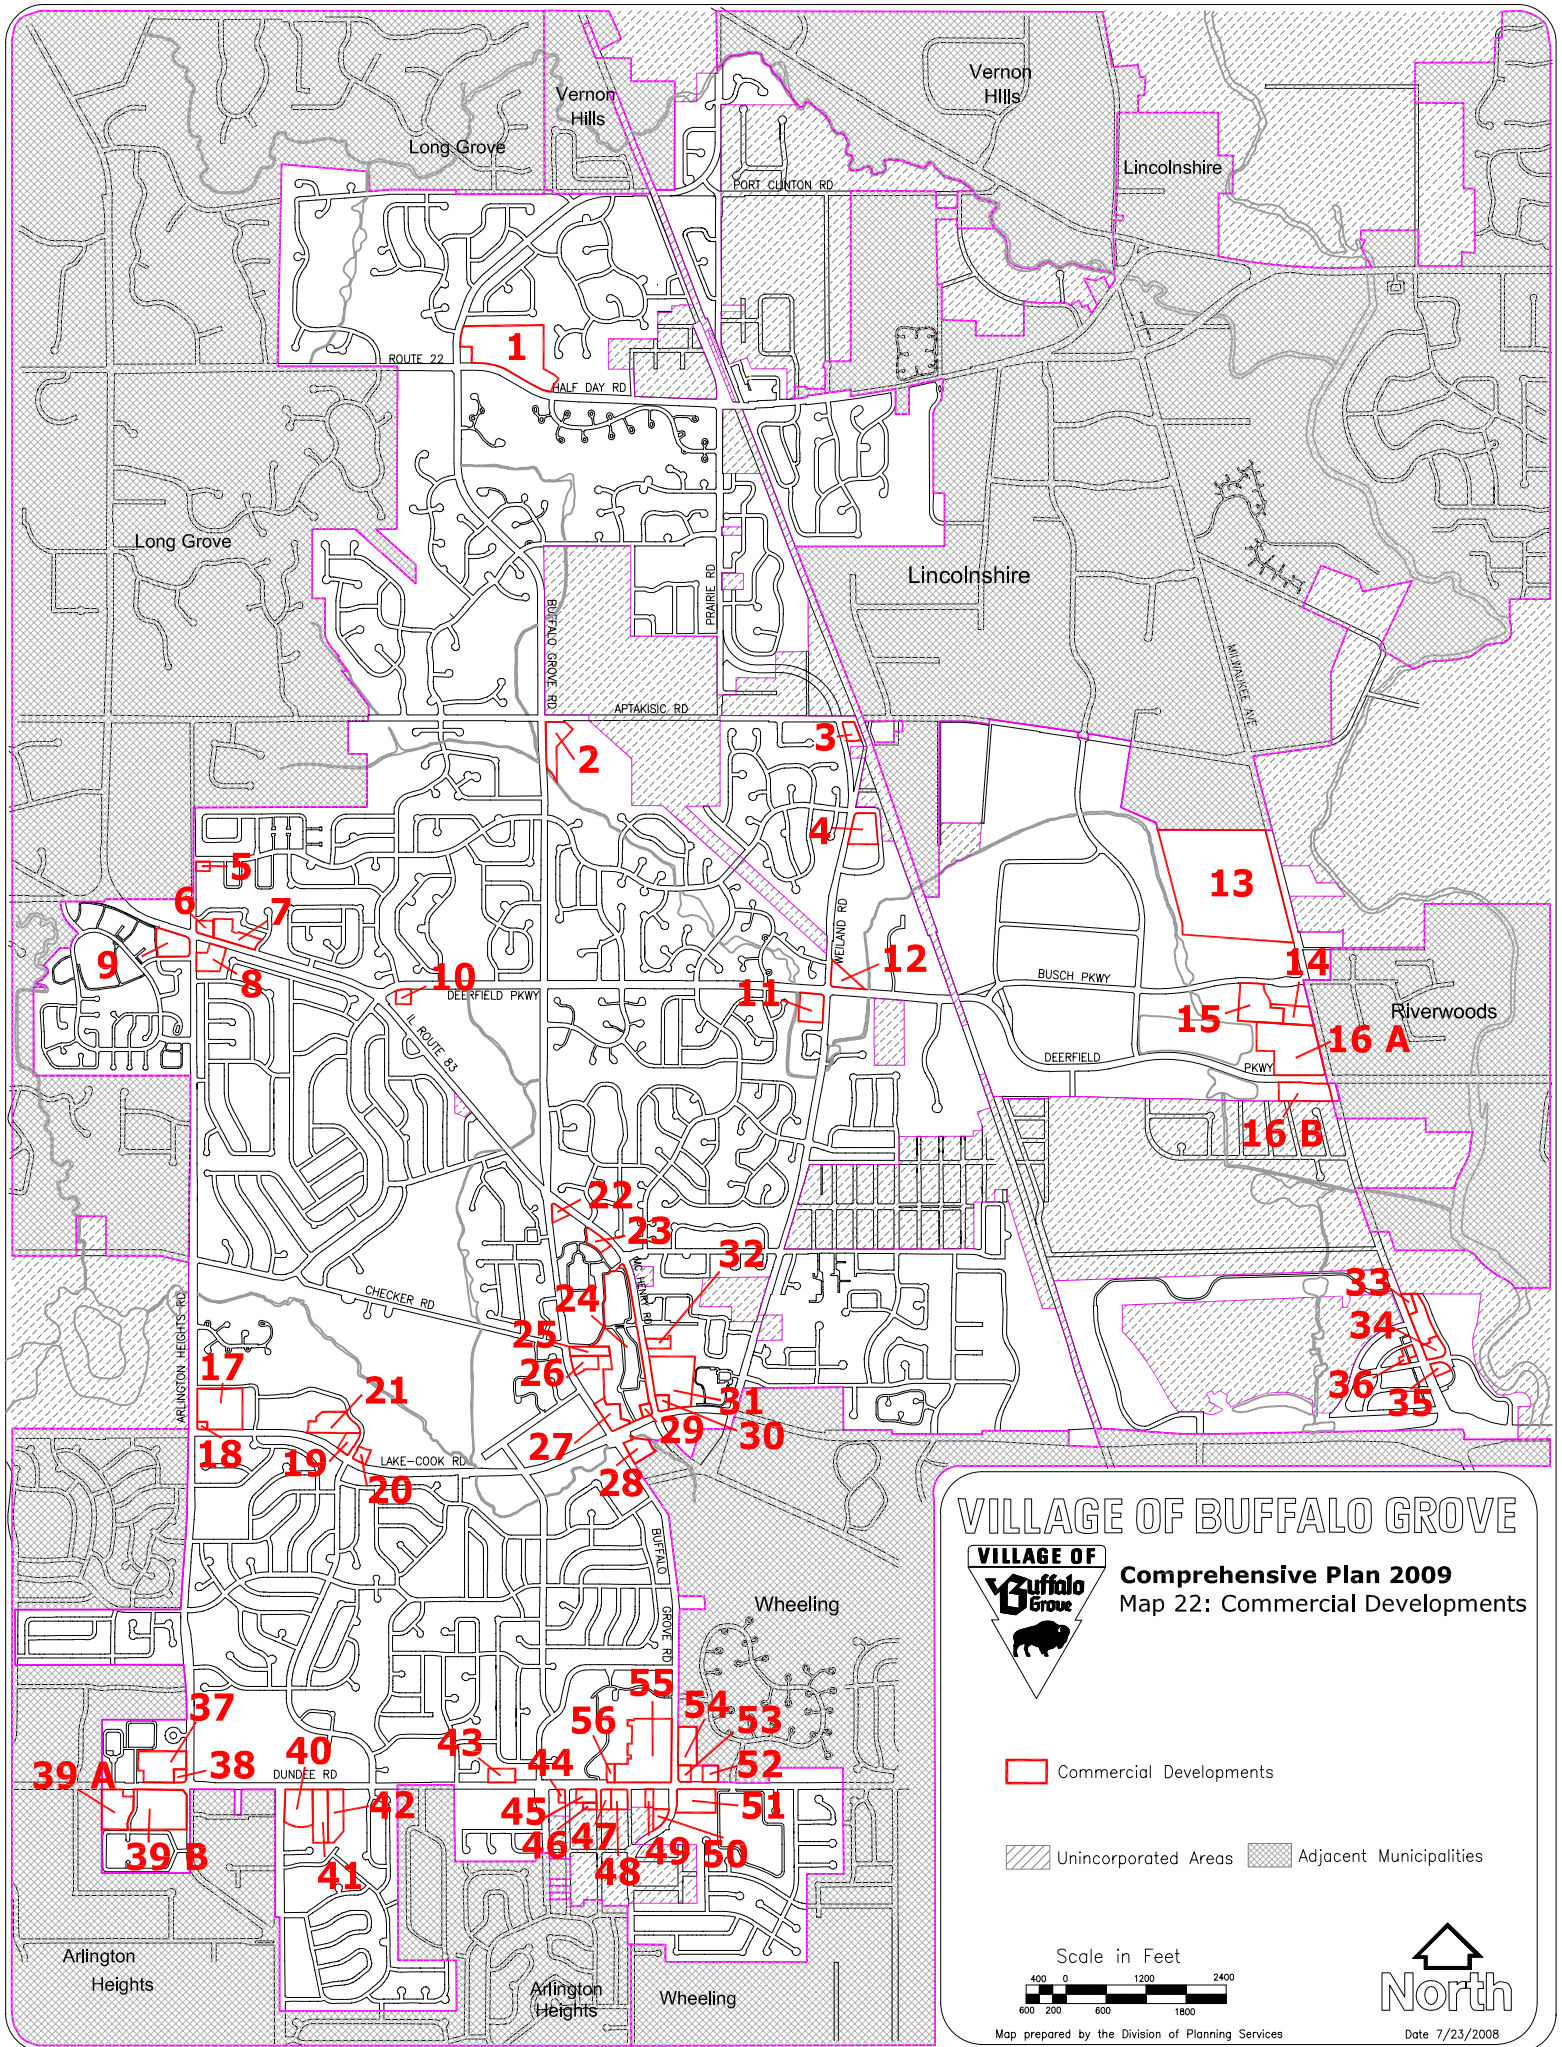 Vernon
Hills
Vernon
HIlls
Long Grove
Lincolnshire
PORT CLINTON RD
1
ROUTE 22
HALF DAY RD
Long Grove
Lincolnshire
PRAIRIE RD
BUFFALO GROVE RD
MILWAUKEE AVE
APTAKISIC RD
2
3
4
5
13
6
7
WEILAND RD
9
8
10
12
14
BUSCH PKWY
DEERFIELD PKWY
11
15
Riverwoods
IL ROUTE 83
16 A
DEERFIELD
PKWY
16 B
22
23
32
MC HENRY RD
33
CHECKER RD
24
34
ARLINGTON HEIGHTS RD
25
26
17
36
21
31
35
18
19
27
29
30
LAKE-COOK RD
20
28
VILLAGE OF BUFFALO GROVE
VILLAGE OF
Buffalo
Grove
Comprehensive Plan 2009
Map 22: Commercial Developments
BUFFALO
GROVE RD
Wheeling
55
37
54
53
56
43
40
44
38
52
DUNDEE RD
39 A
Commercial Developments
42
45
51
46
47
39 B
49
50
48
41
Unincorporated Areas
Adjacent Municipalities
Arlington
Heights
Arlington
Heights
Wheeling
Scale in Feet
400 0 1200 2400
600 200 600 1800
North
Map prepared by the Division of Planning Services
Date 7/23/2008